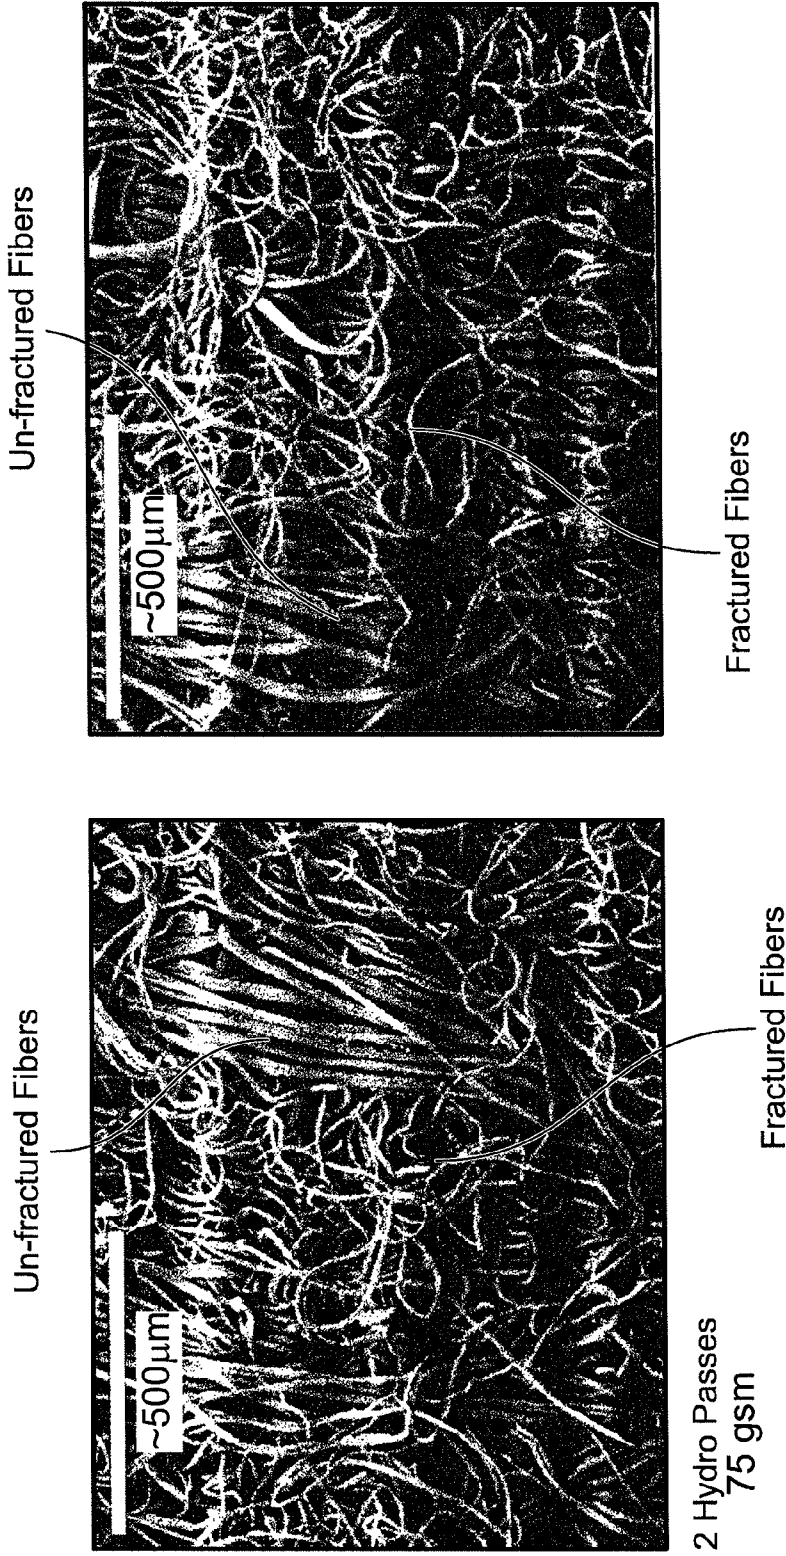 Un-fractured Fibers
~500µm
Fractured Fibers
2 Hydro Passes
75 gsm
Un-fractured Fibers
~500µm
Fractured Fibers